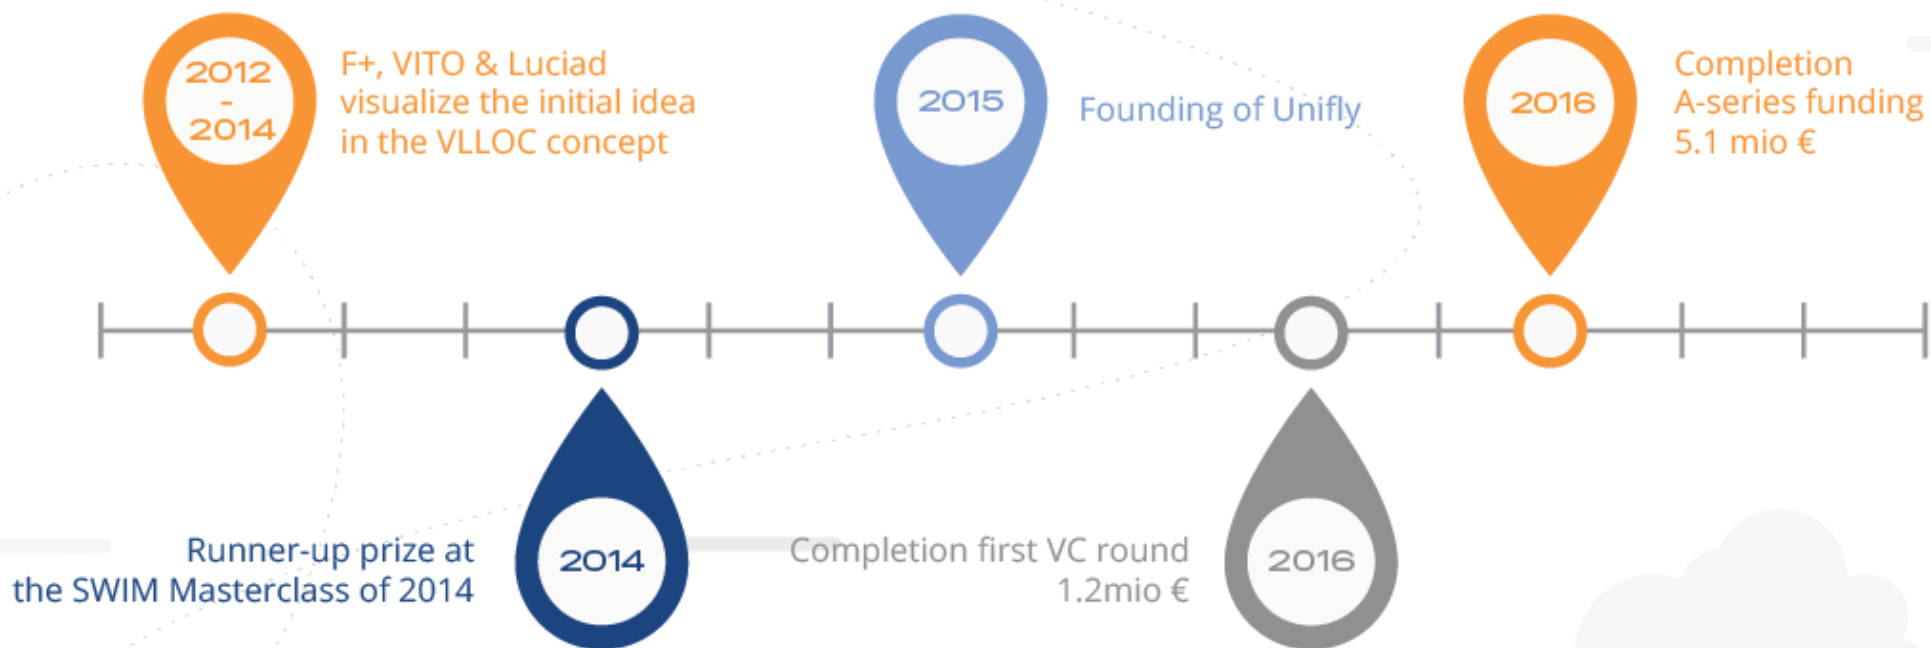 2012
-
2014
F+, VITO & Luciad
visualize the initial idea
in the VLLOC concept
Runner-up prize at
the SWIM Masterclass of 2014
2014
2015
Founding of Unifly
Completion first VC round
1.2mio €
2016
2016
Completion
A-series funding
5.1 mio €